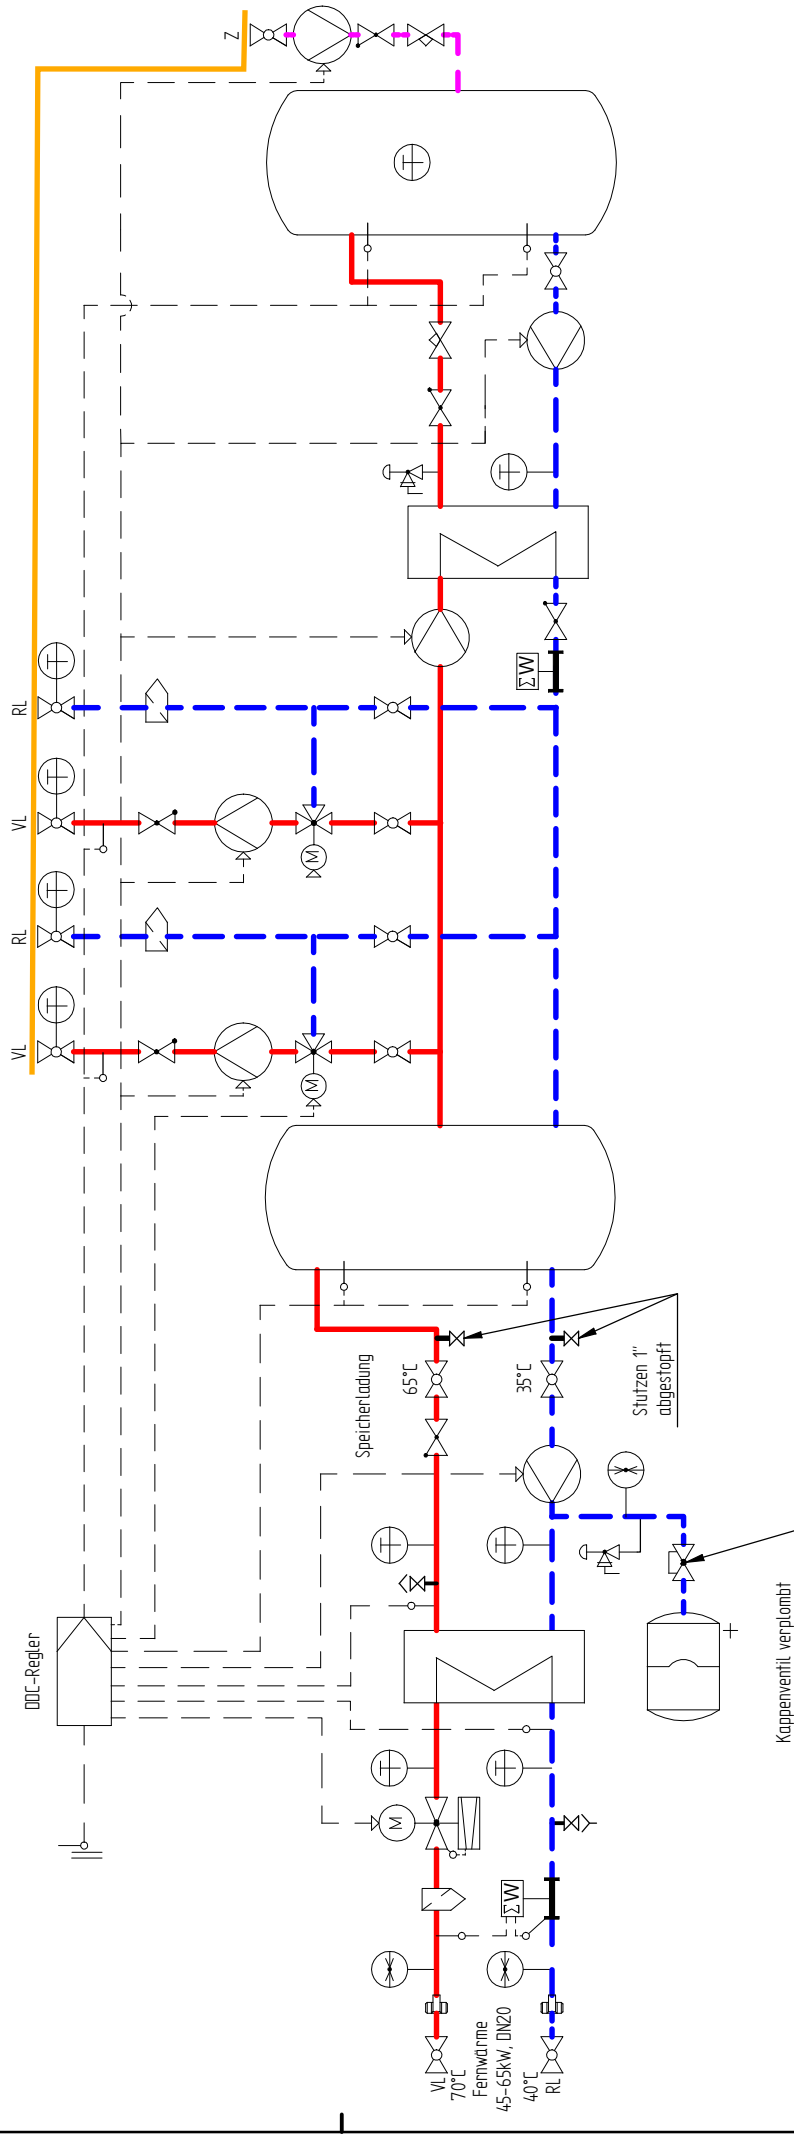 Z
T
T
T
T
RL
VL
RL
VL
T
T
ΣW
M
M
DDC-Regler
Speicherladung
65°C
35°C
Stutzen 1"
abgestopft
T
T
Kappenventil verplombt
T
T
M
ΣW
VL
70°C
Fernwärme
45-65kW, DN20
40°C
RL